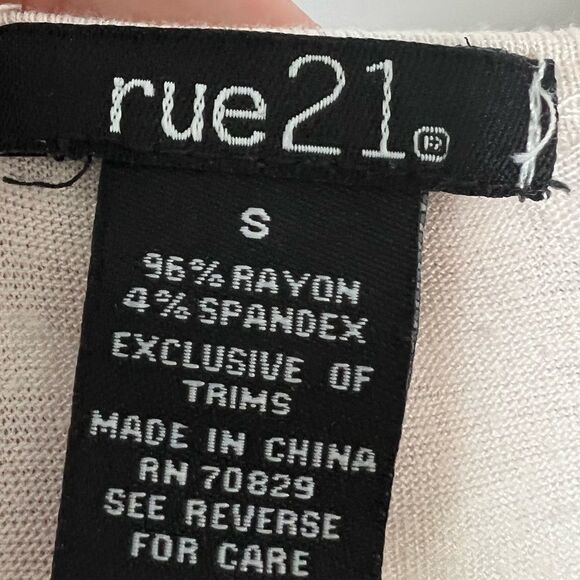 rue21®
S
96% RAYON
4% SPANDEX
EXCLUSIVE OF
TRIMS
MADE IN CHINA
RN 70829
SEE REVERSE
FOR CARE